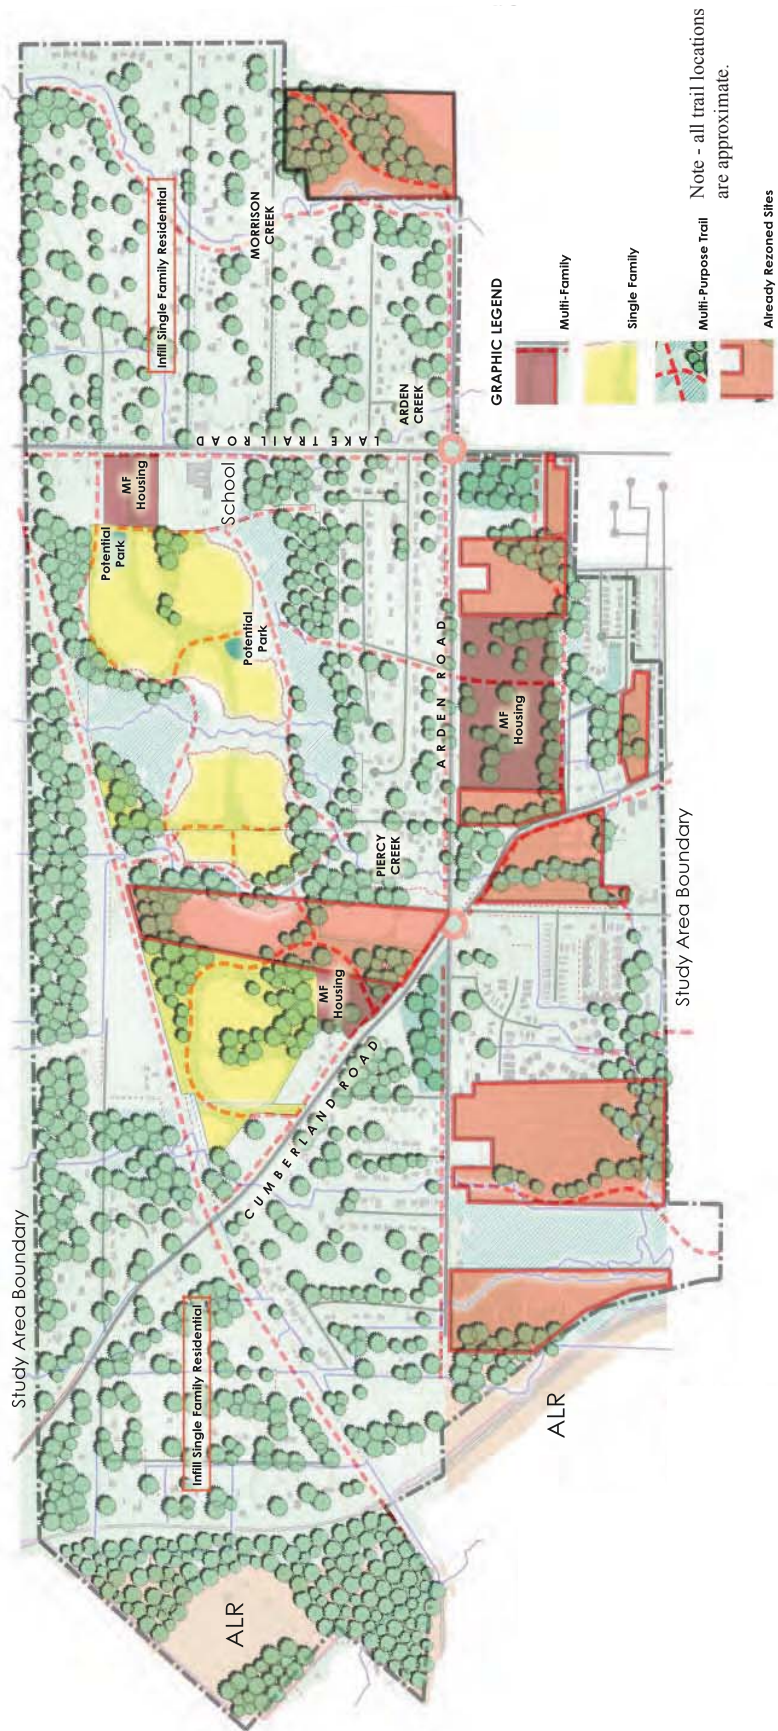 Study Area Boundary
Infill Single Family Residential
ALR
ALR
CUMBERLAND ROAD
MF
Housing
PIERCY
CREEK
ARDEN ROAD
MF
Housing
Potential
Park
Potential
Park
MF
Housing
School
LAKE TRAIL ROAD
ARDEN
CREEK
MORRISON
CREEK
Infill Single Family Residential
Study Area Boundary
GRAPHIC LEGEND
Multi-Family
Single Family
Multi-Purpose Trail
Already Rezoned Sites
Note - all trail locations
are approximate.